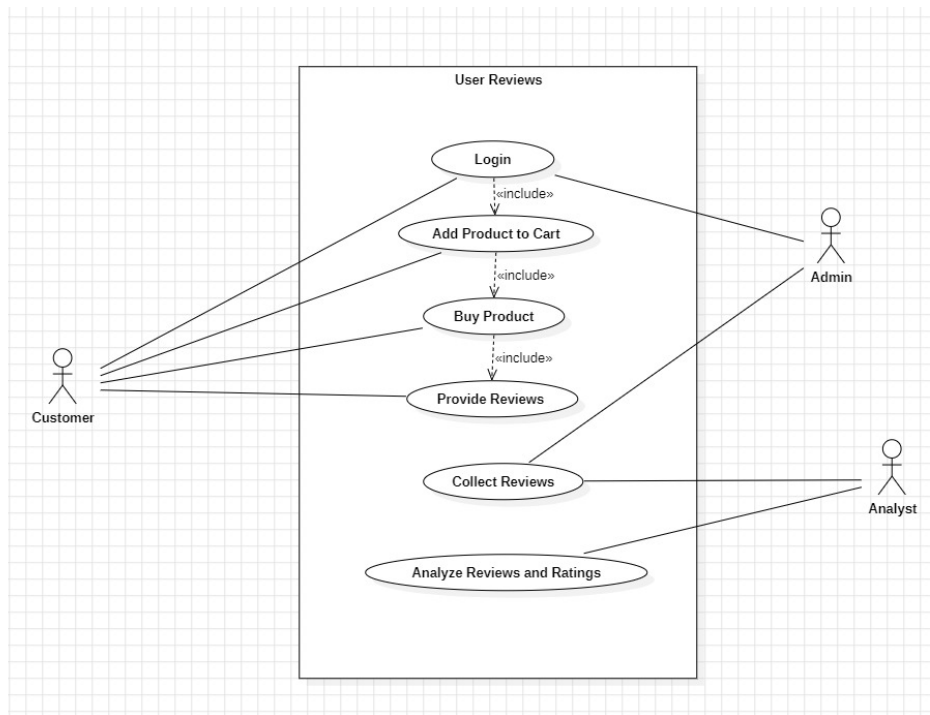 User Reviews
Login
«include»
Add Product to Cart
Admin
«include»
Buy Product
«include»
Customer
Provide Reviews
Collect Reviews
Analyst
Analyze Reviews and Ratings